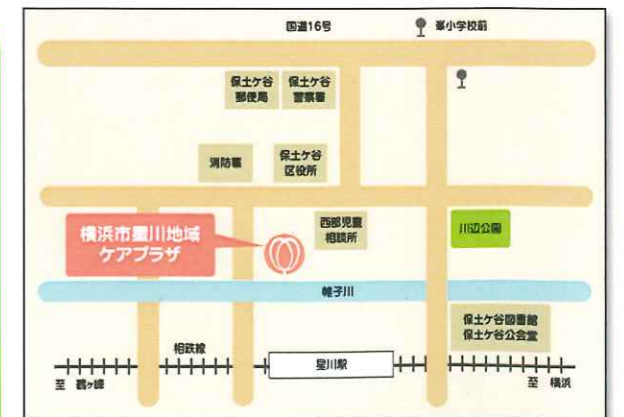 国道16号
峯小学校前
保土ケ谷
郵便局
保土ケ谷
警察署
消防署
保土ケ谷
区役所
横浜市星川地域
ケアプラザ
西部児童
相談所
川辺公園
帷子川
保土ケ谷図書館
保土ケ谷公会堂
相鉄線
星川駅
至 鶴ヶ峰
至 横浜